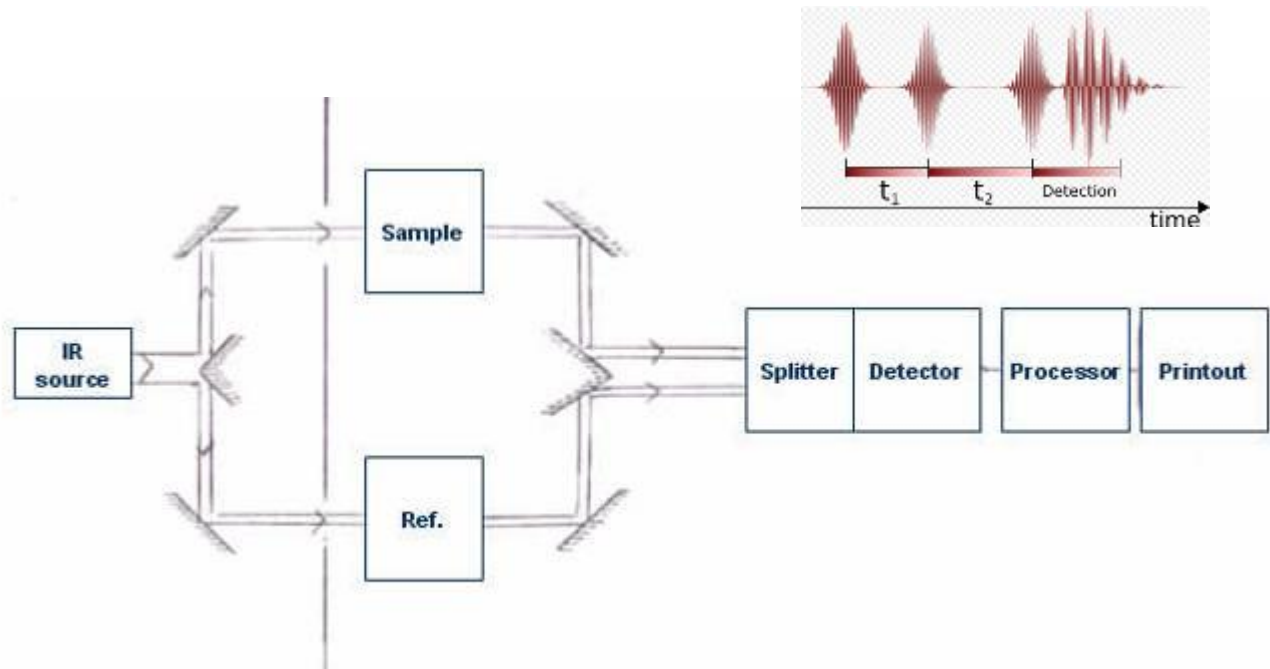 t1
t2
Detection
time
Sample
IR
source
Splitter
Detector
Processor
Printout
Ref.